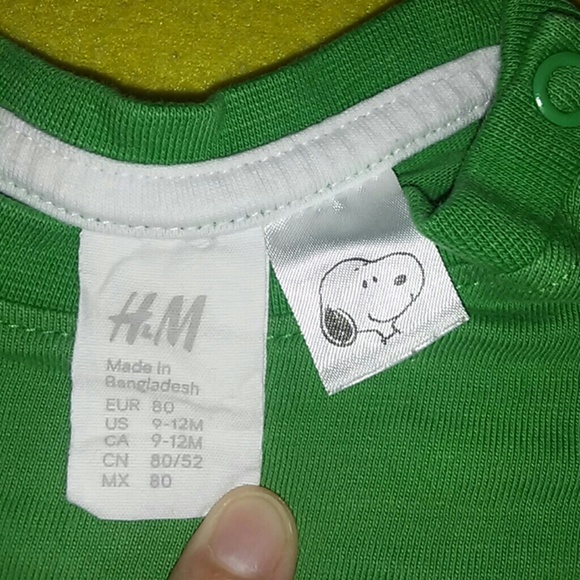 H&M
Made in
Bangladesh
EUR 80
US 9-12M
CA 9-12M
CN 80/52
MX 80